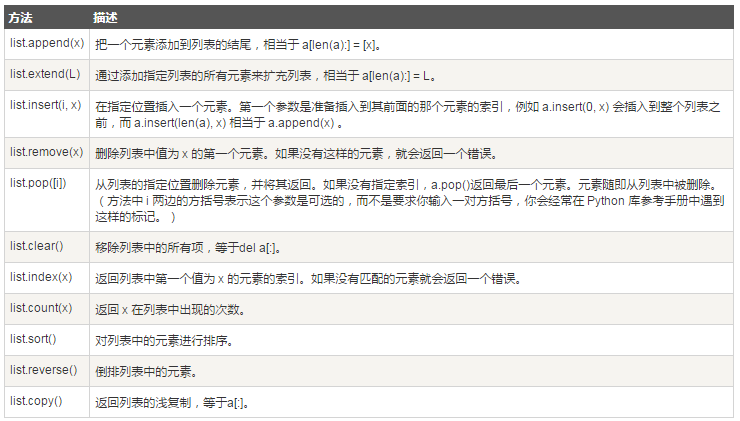 方法 描述
list.append(x) 把一个元素添加到列表的结尾，相当于 a[len(a):] = [x]。
list.extend(L) 通过添加指定列表的所有元素来扩充列表，相当于 a[len(a):] = L。
list.insert(i, x) 在指定位置插入一个元素。第一个参数是准备插入到其前面的那个元素的索引，例如 a.insert(0, x) 会插入到整个列表之
前，而 a.insert(len(a), x) 相当于 a.append(x) 。
list.remove(x) 删除列表中值为 x 的第一个元素。如果没有这样的元素，就会返回一个错误。
list.pop([i]) 从列表的指定位置删除元素，并将其返回。如果没有指定索引，a.pop()返回最后一个元素。元素随即从列表中被删除。
（方法中 i 两边的方括号表示这个参数是可选的，而不是要求你输入一对方括号，你会经常在 Python 库参考手册中遇到
这样的标记。）
list.clear() 移除列表中的所有项，等于del a[:]。
list.index(x) 返回列表中第一个值为 x 的元素的索引。如果没有匹配的元素就会返回一个错误。
list.count(x) 返回 x 在列表中出现的次数。
list.sort() 对列表中的元素进行排序。
list.reverse() 倒排列表中的元素。
list.copy() 返回列表的浅复制，等于a[:]。